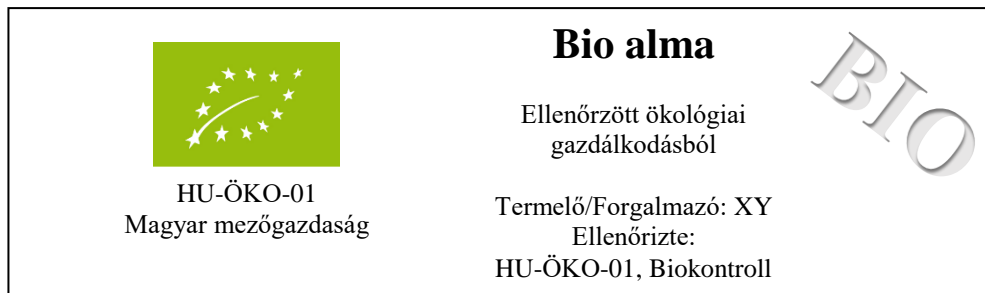 HU-ÖKO-01
Magyar mezőgazdaság
Bio alma
Ellenőrzött ökológiai
gazdálkodásból
Termelő/Forgalmazó: XY
Ellenőrizte:
HU-ÖKO-01, Biokontroll
BIO